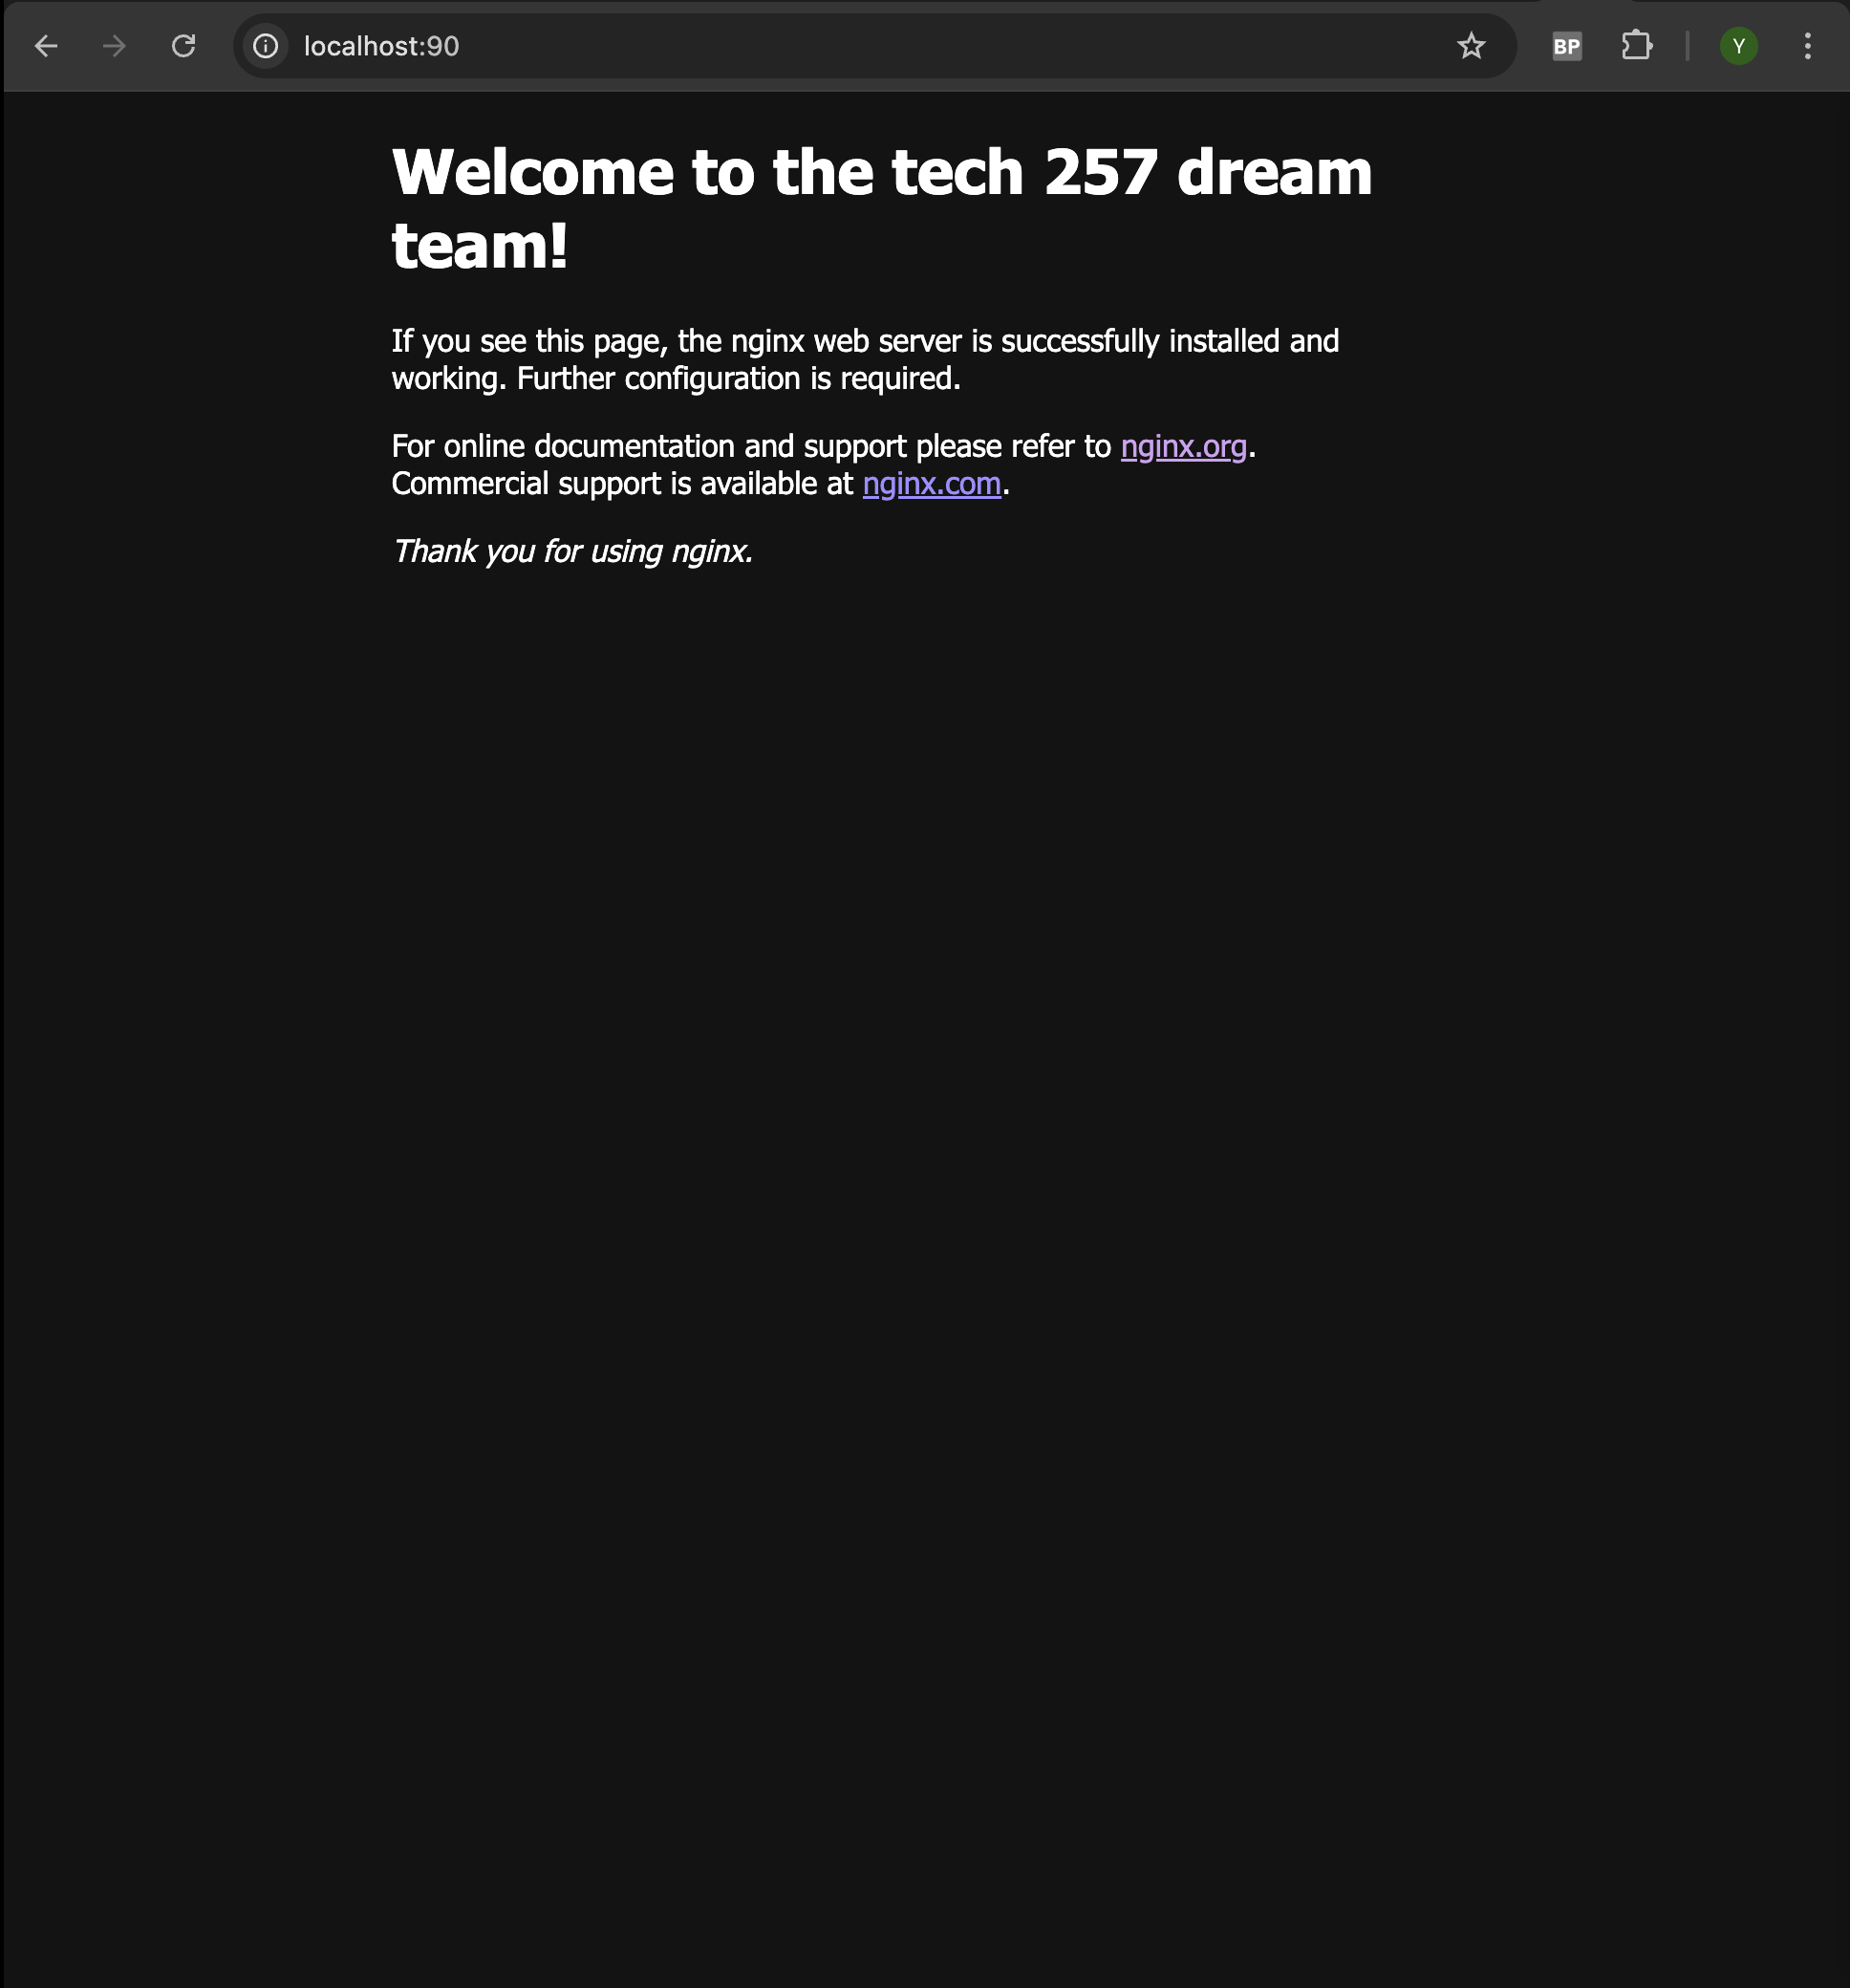 localhost:90
BP
Y
Welcome to the tech 257 dream
team!
If you see this page, the nginx web server is successfully installed and
working. Further configuration is required.
For online documentation and support please refer to nginx.org.
Commercial support is available at nginx.com.
Thank you for using nginx.